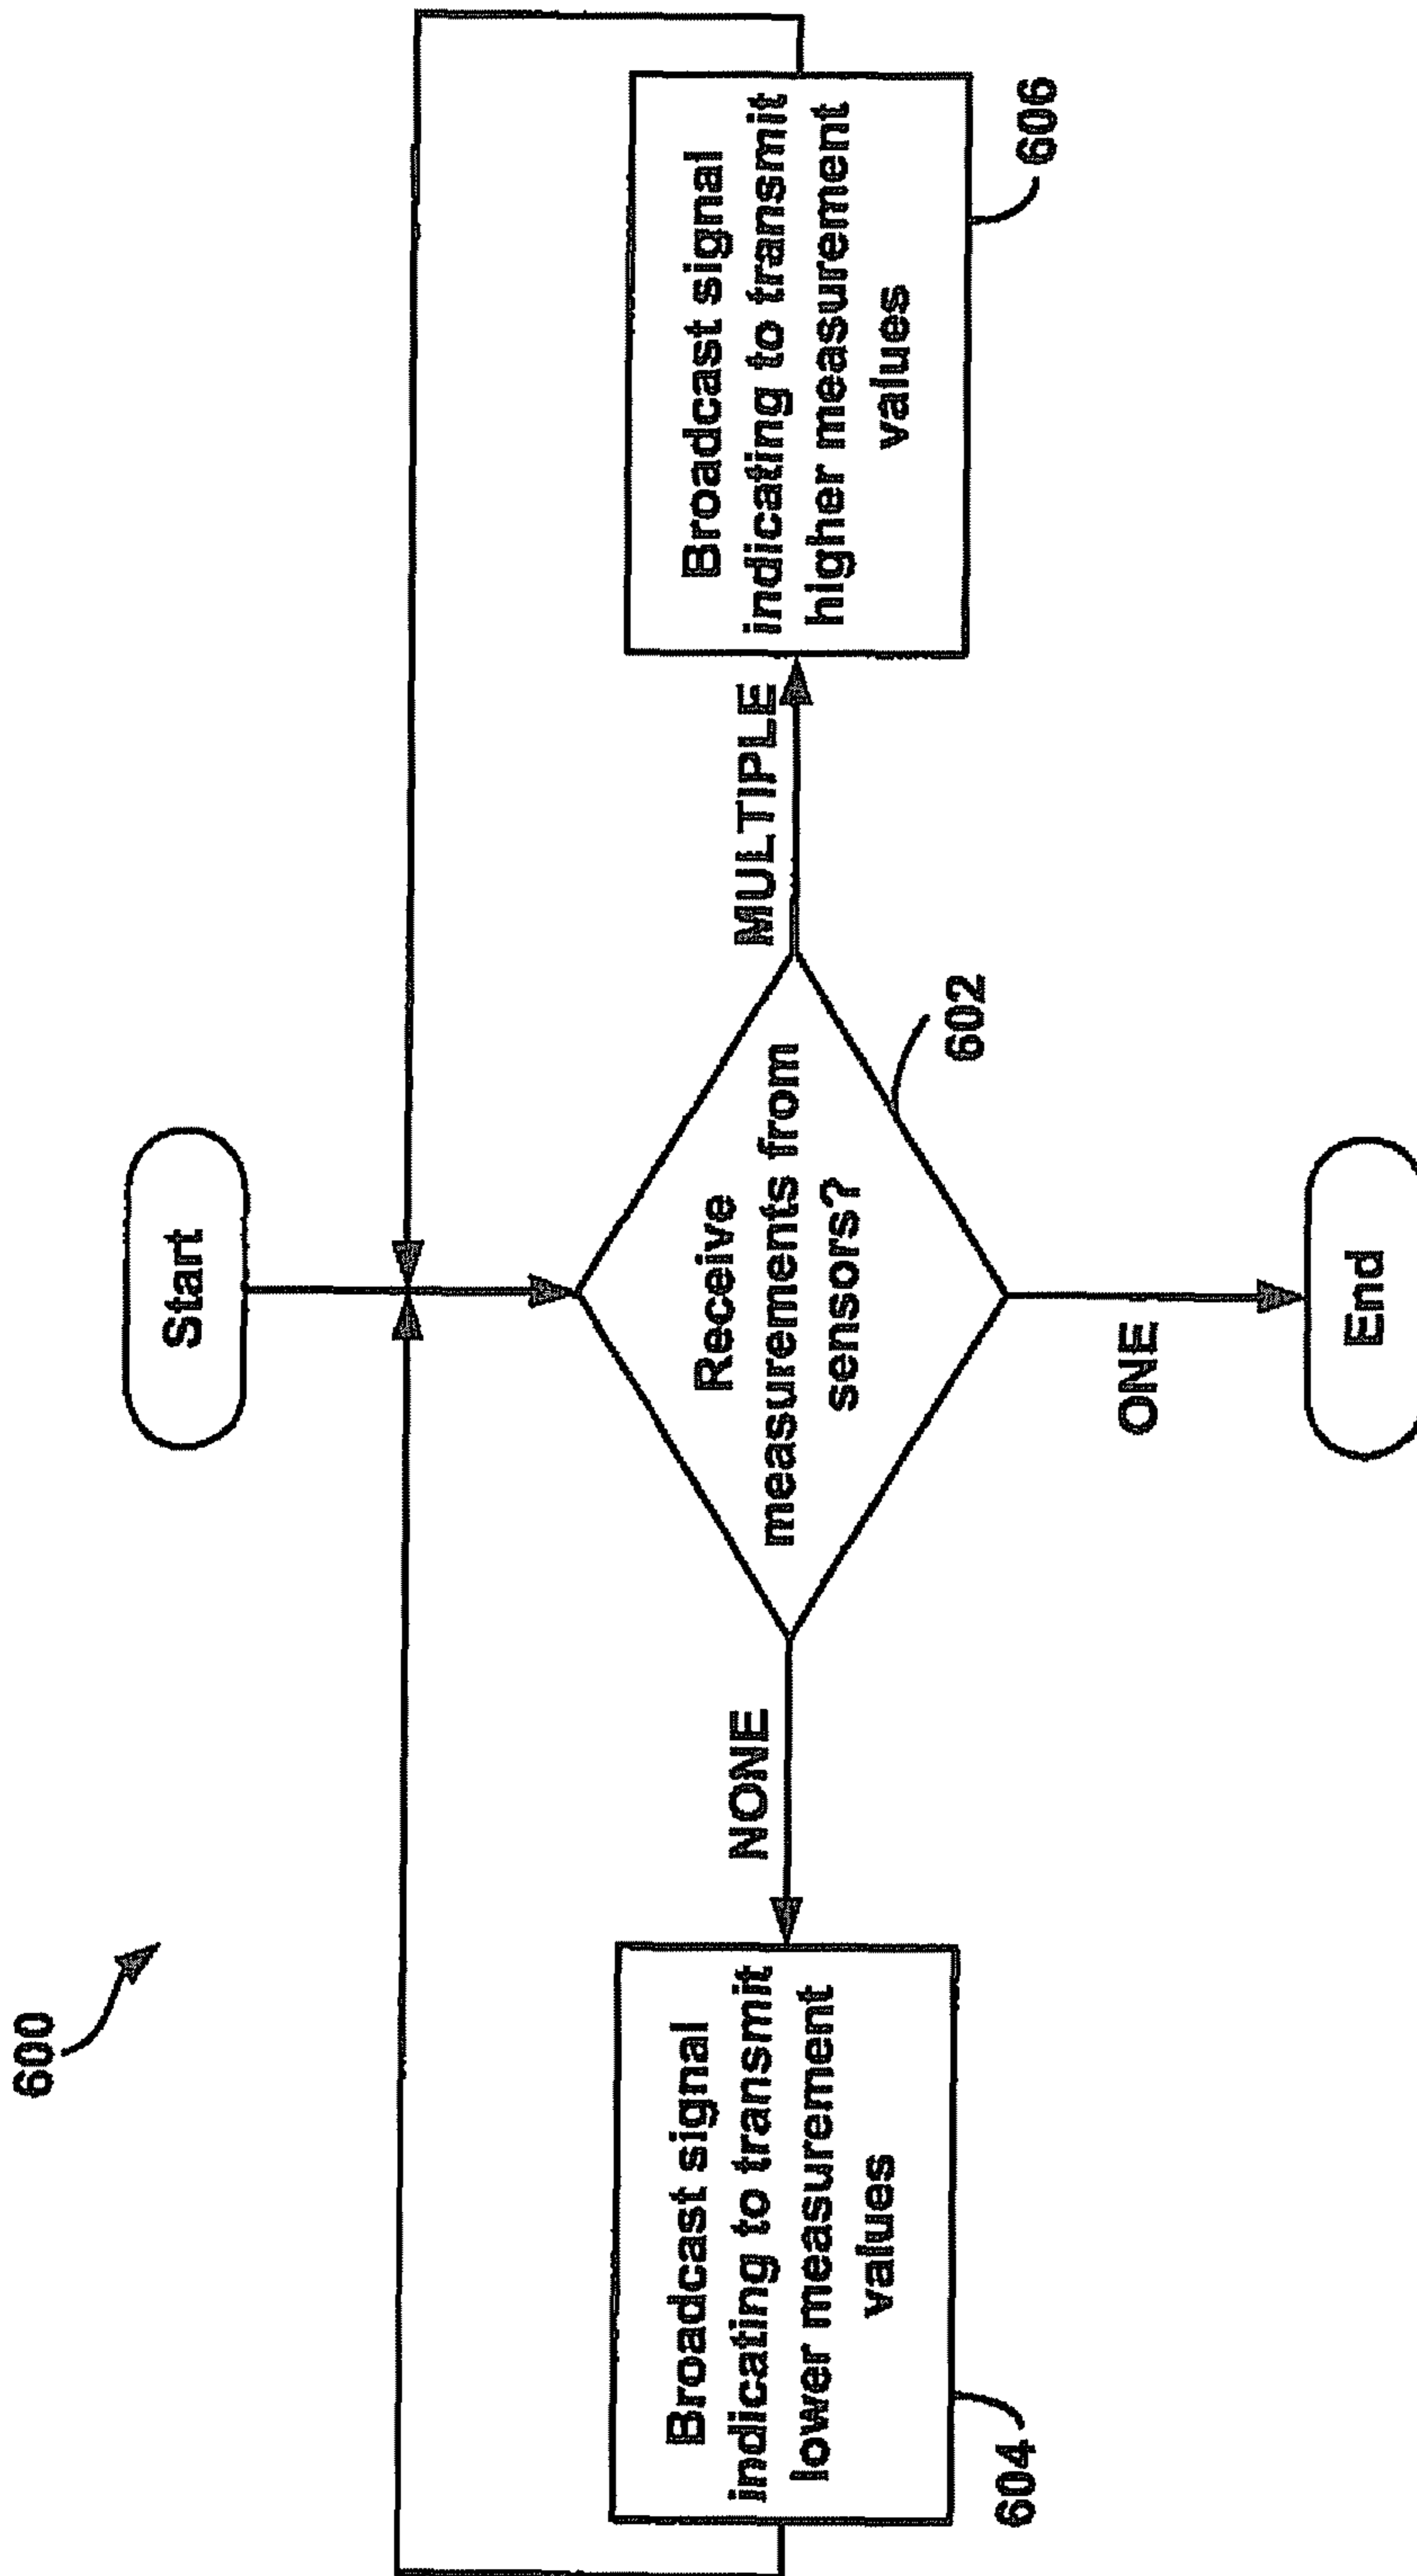 600
Start
Receive
measurements from
sensors?
602
NONE
MULTIPLE
ONE
Broadcast signal
indicating to transmit
lower measurement
values
604
Broadcast signal
indicating to transmit
higher measurement
values
606
End